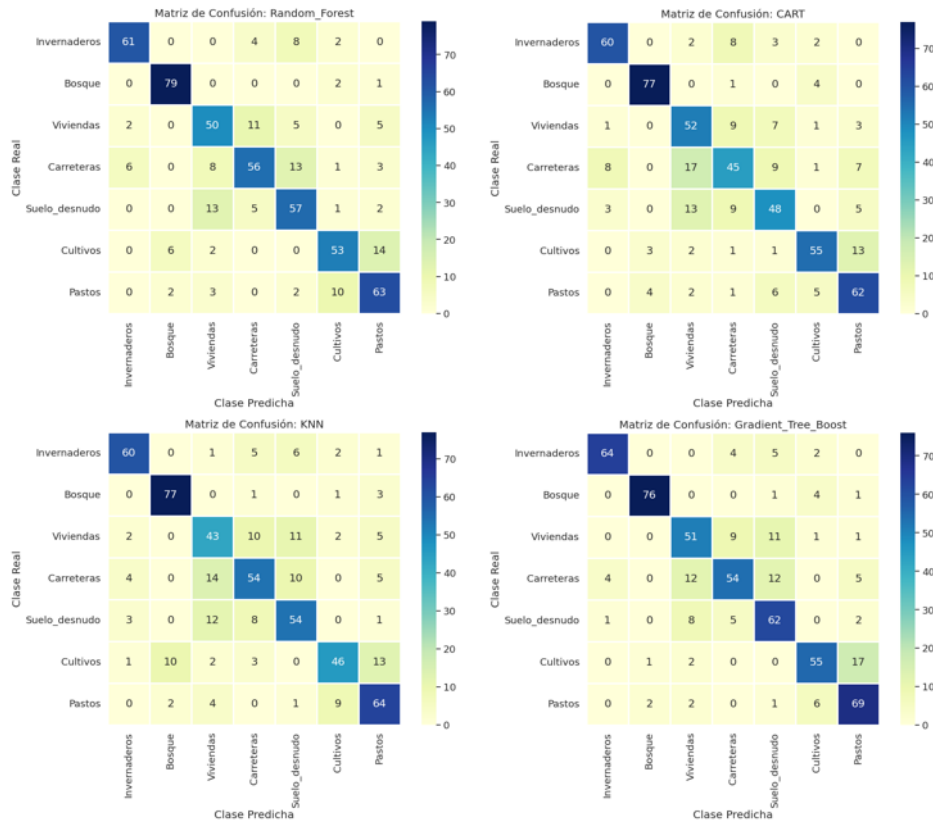 Matriz de Confusión: Random_Forest
Clase Real
Invernaderos 61 0 0 4 8 2 0
Bosque 0 79 0 0 0 2 1
Viviendas 2 0 50 11 5 0 5
Carreteras 6 0 8 56 13 1 3
Suelo_desnudo 0 0 13 5 57 1 2
Cultivos 0 6 2 0 0 53 14
Pastos 0 2 3 0 2 10 63
Invernaderos Bosque Viviendas Carreteras Suelo_desnudo Cultivos Pastos
Clase Predicha
70
60
50
40
30
20
10
0
Matriz de Confusión: CART
Clase Real
Invernaderos 60 0 2 8 3 2 0
Bosque 0 77 0 1 0 4 0
Viviendas 1 0 52 9 7 1 3
Carreteras 8 0 17 45 9 1 7
Suelo_desnudo 3 0 13 9 48 0 5
Cultivos 0 3 2 1 1 55 13
Pastos 0 4 2 1 6 5 62
Invernaderos Bosque Viviendas Carreteras Suelo_desnudo Cultivos Pastos
Clase Predicha
70
60
50
40
30
20
10
0
Matriz de Confusión: KNN
Clase Real
Invernaderos 60 0 1 5 6 2 1
Bosque 0 77 0 1 0 1 3
Viviendas 2 0 43 10 11 2 5
Carreteras 4 0 14 54 10 0 5
Suelo_desnudo 3 0 12 8 54 0 1
Cultivos 1 10 2 3 0 46 13
Pastos 0 2 4 0 1 9 64
Invernaderos Bosque Viviendas Carreteras Suelo_desnudo Cultivos Pastos
Clase Predicha
70
60
50
40
30
20
10
0
Matriz de Confusión: Gradient_Tree_Boost
Clase Real
Invernaderos 64 0 0 4 5 2 0
Bosque 0 76 0 0 1 4 1
Viviendas 0 0 51 9 11 1 1
Carreteras 4 0 12 54 12 0 5
Suelo_desnudo 1 0 8 5 62 0 2
Cultivos 0 1 2 0 0 55 17
Pastos 0 2 2 0 1 6 69
Invernaderos Bosque Viviendas Carreteras Suelo_desnudo Cultivos Pastos
Clase Predicha
70
60
50
40
30
20
10
0